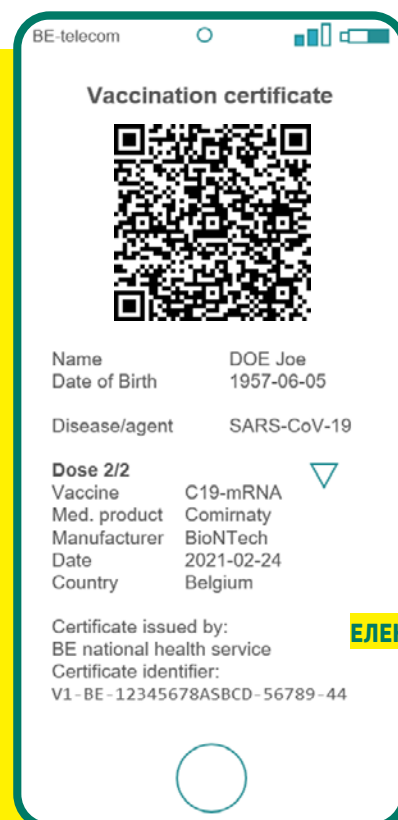 BE-telecom
Vaccination certificate
Name DOE Joe
Date of Birth 1957-06-05
Disease/agent SARS-CoV-19
Dose 2/2
Vaccine C19-mRNA
Med. product Comirnaty
Manufacturer BioNTech
Date 2021-02-24
Country Belgium
Certificate issued by:
BE national health service
Certificate identifier:
V1-BE-12345678ASBCD-56789-44
ЕЛЕ